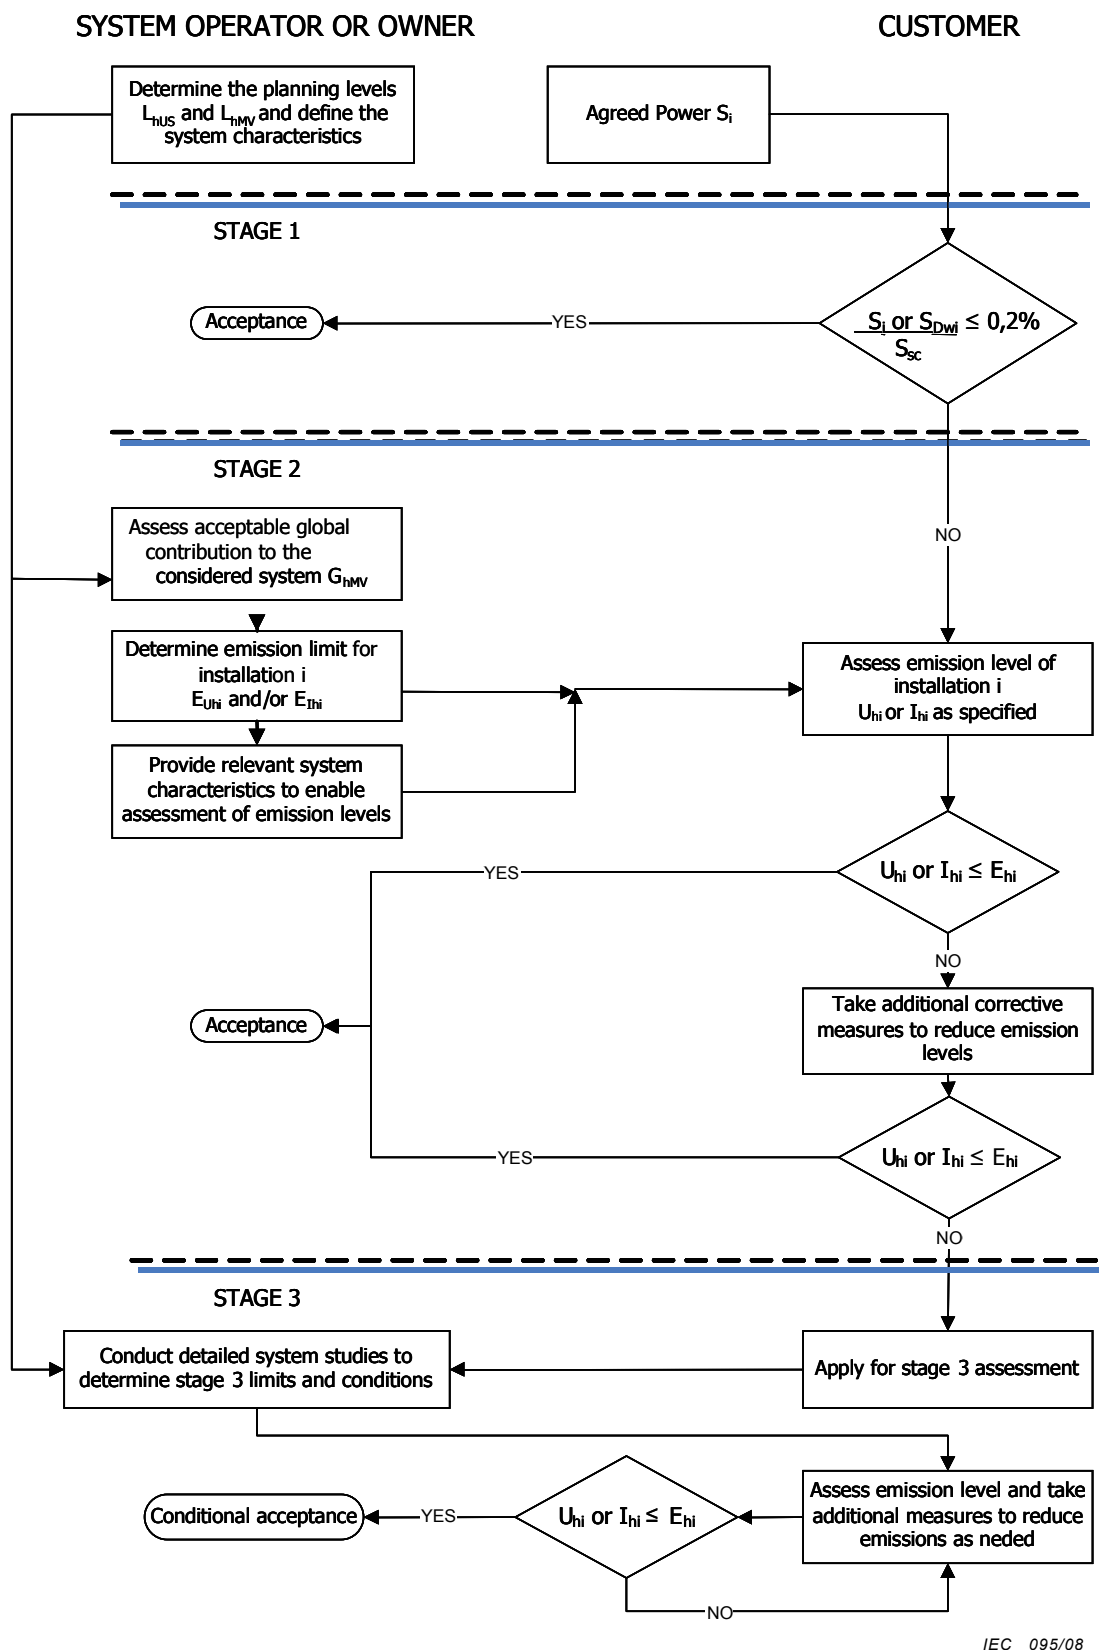 SYSTEM OPERATOR OR OWNER
CUSTOMER
Determine the planning levels
LhUS and LhMV and define the
system characteristics
Agreed Power Si
STAGE 1
Acceptance
YES
Si or SDwi ≤ 0,2%
Ssc
STAGE 2
NO
Assess acceptable global
contribution to the
considered system GhMV
Determine emission limit for
installation i
EUhi and/or EIhi
Assess emission level of
installation i
Uhi or Ihi as specified
Provide relevant system
characteristics to enable
assessment of emission levels
YES
Uhi or Ihi ≤ Ehi
NO
Acceptance
Take additional corrective
measures to reduce emission
levels
YES
Uhi or Ihi ≤ Ehi
NO
STAGE 3
Conduct detailed system studies to
determine stage 3 limits and conditions
Apply for stage 3 assessment
Conditional acceptance
YES
Uhi or Ihi ≤ Ehi
Assess emission level and take
additional measures to reduce
emissions as neded
NO
IEC 095/08